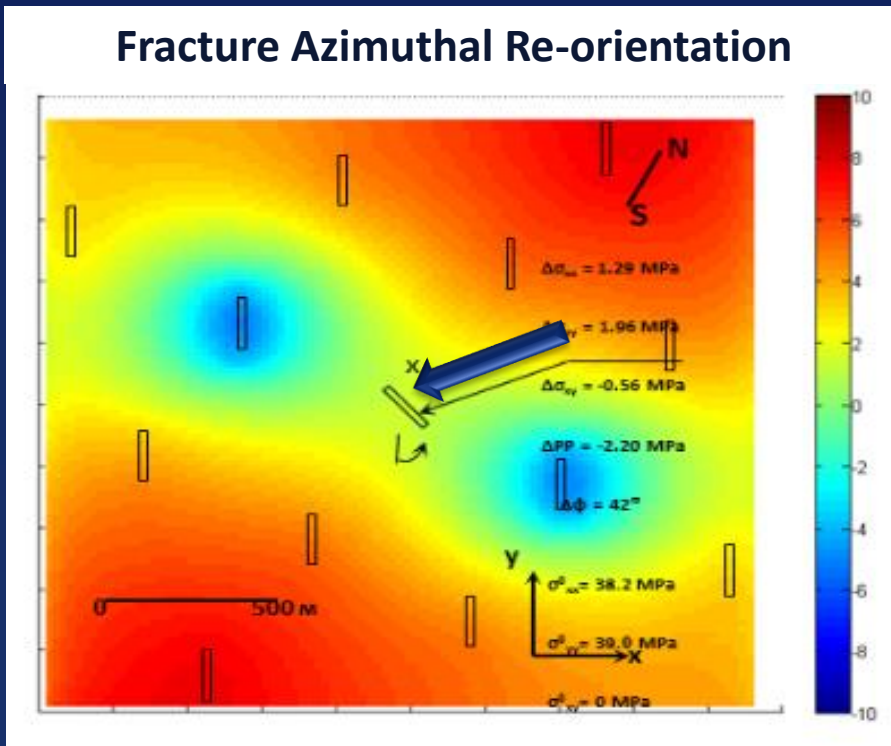 Fracture Azimuthal Re-orientation
N
S
Δσxx = 1.29 MPa
= 1.96 MPa
Δσxy = -0.56 MPa
ΔPP = -2.20 MPa
Δϕ = 42°
x
y
x
σ⁰xx= 38.2 MPa
σ⁰yy= 39.0 MPa
σ⁰xy= 0 MPa
0 500 м
10
8
6
4
2
0
-2
-4
-6
-8
-10